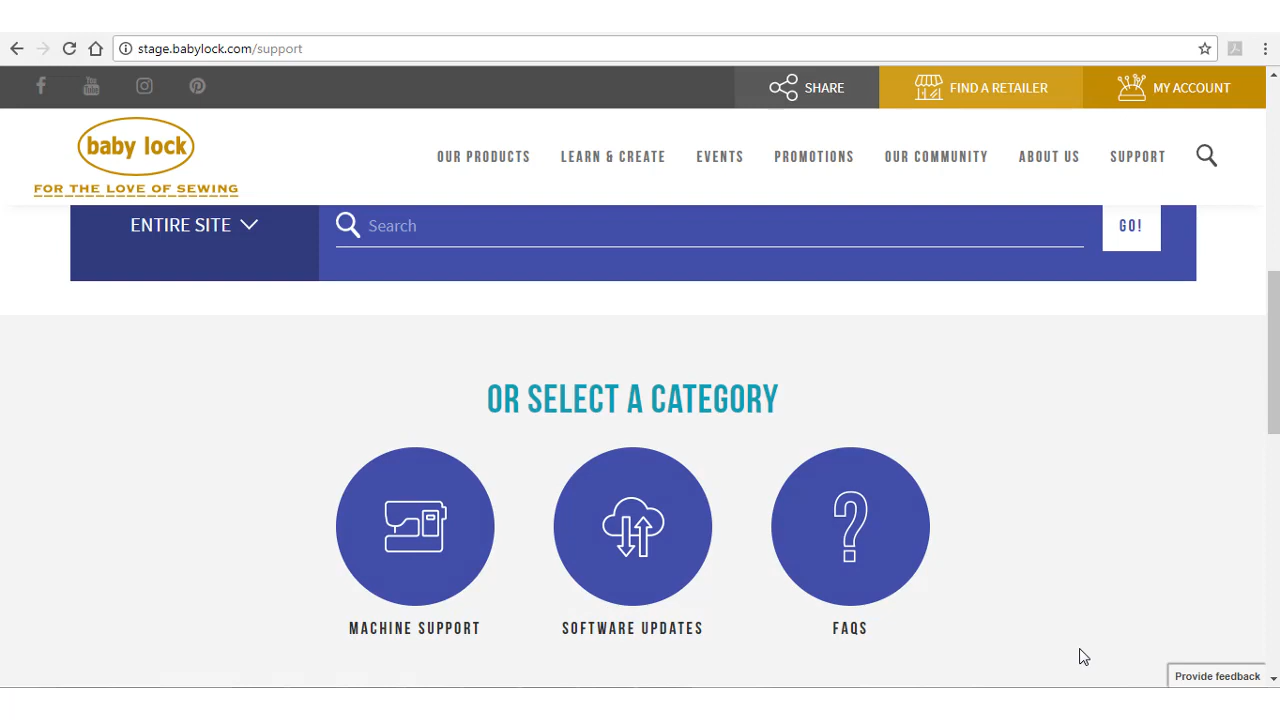 stage.babylock.com/support
SHARE
FIND A RETAILER
MY ACCOUNT
baby lock
FOR THE LOVE OF SEWING
OUR PRODUCTS
LEARN & CREATE
EVENTS
PROMOTIONS
OUR COMMUNITY
ABOUT US
SUPPORT
ENTIRE SITE
Search
GO!
OR SELECT A CATEGORY
MACHINE SUPPORT
SOFTWARE UPDATES
FAQS
Provide feedback